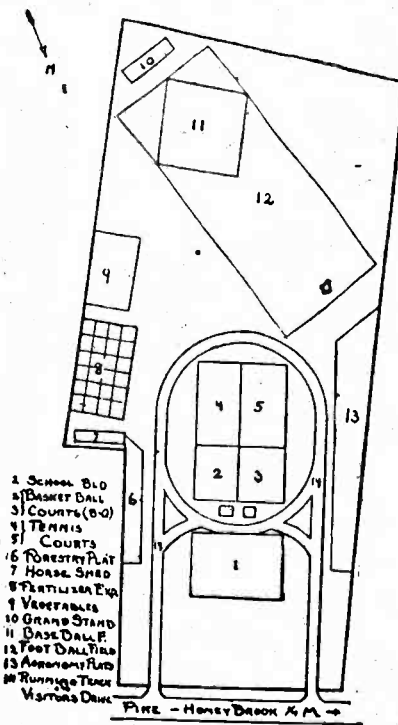 N
10
11
12
9
8
4 5
13
7
2 3
6
14
14
1
1 SCHOOL BLD
2 BASKET BALL
3 COURTS (B-G)
4 TENNIS
5 COURTS
6 FORESTRY PLAT
7 HORSE SHED
8 FERTILIZER EXP.
9 VEGETABLES
10 GRAND STAND
11 BASE BALL F.
12 FOOT BALL FIELD
13 AGRONOMY PLATS
14 RUNNING TRACK
VISITORS DRIVE
PIKE - HONEY BROOK ¼ M →